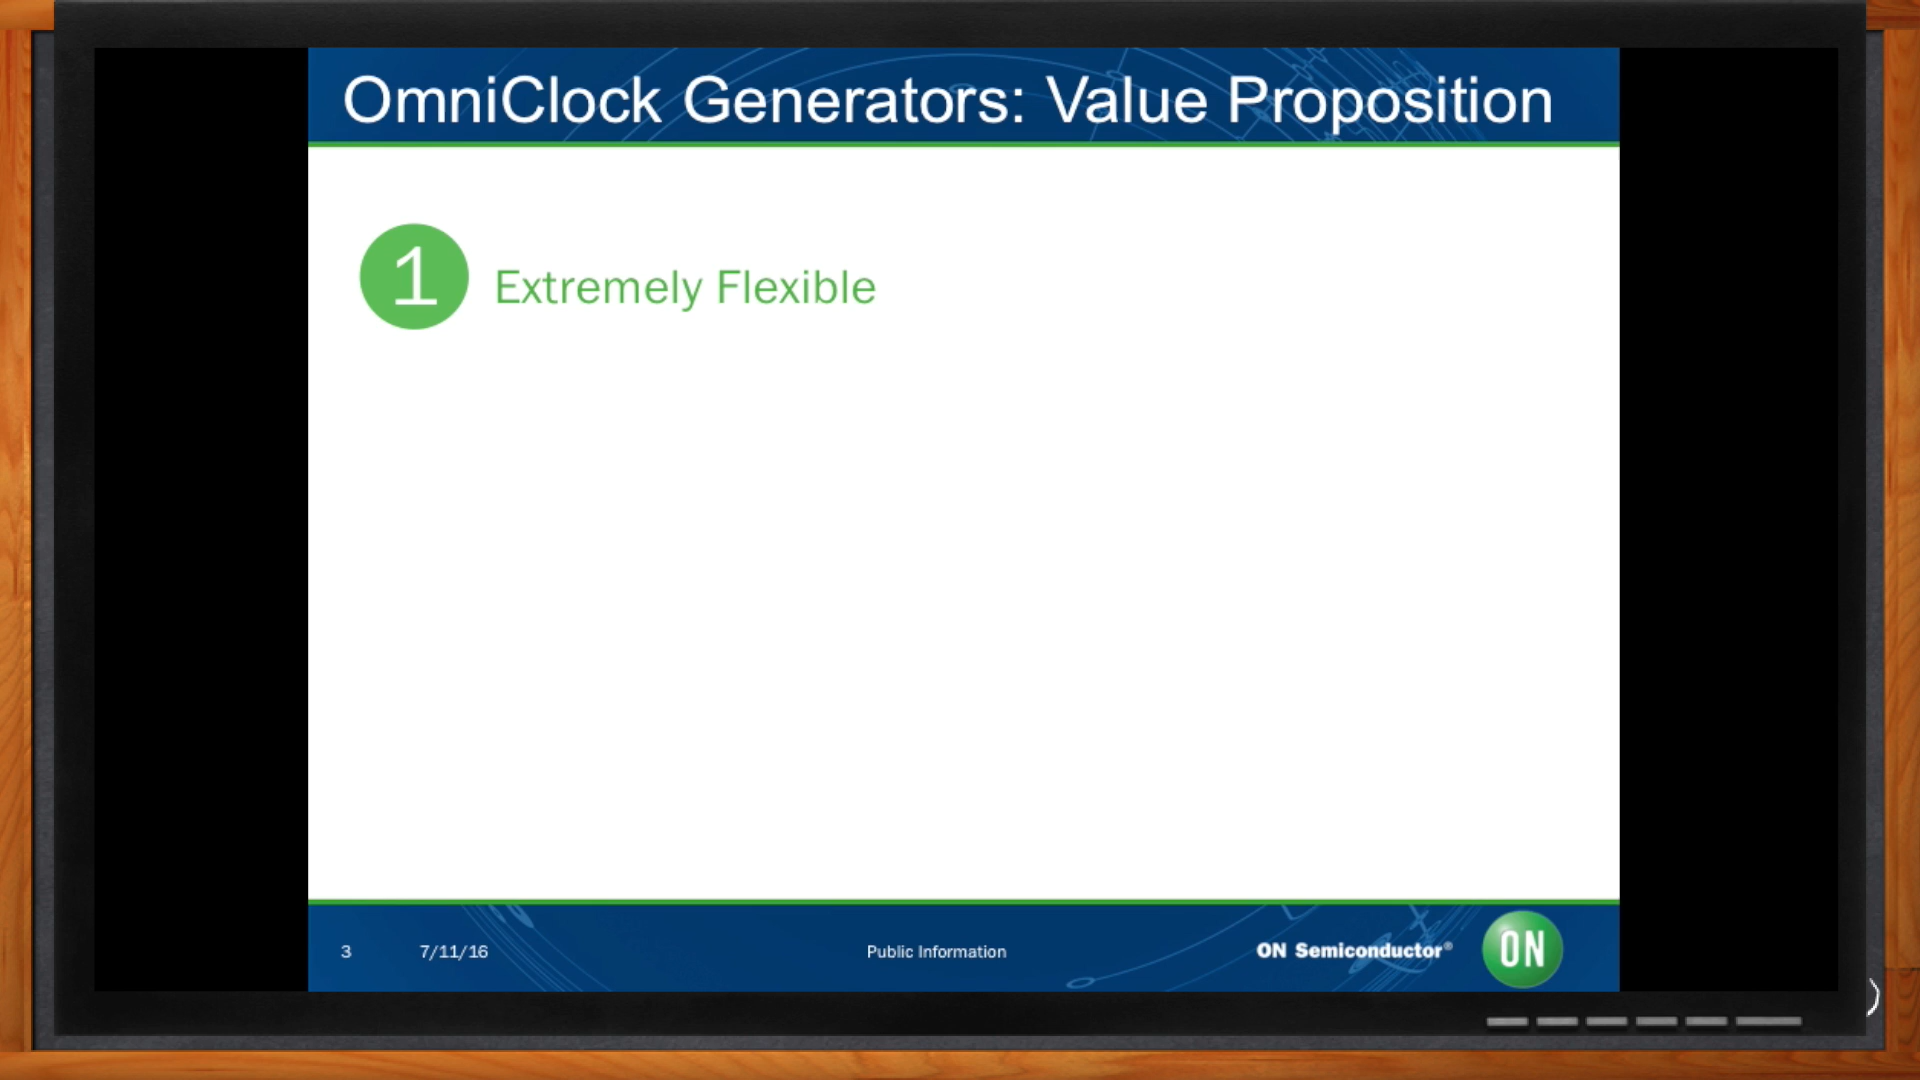 OmniClock Generators: Value Proposition
1 Extremely Flexible
3 7/11/16 Public Information ON Semiconductor® ON